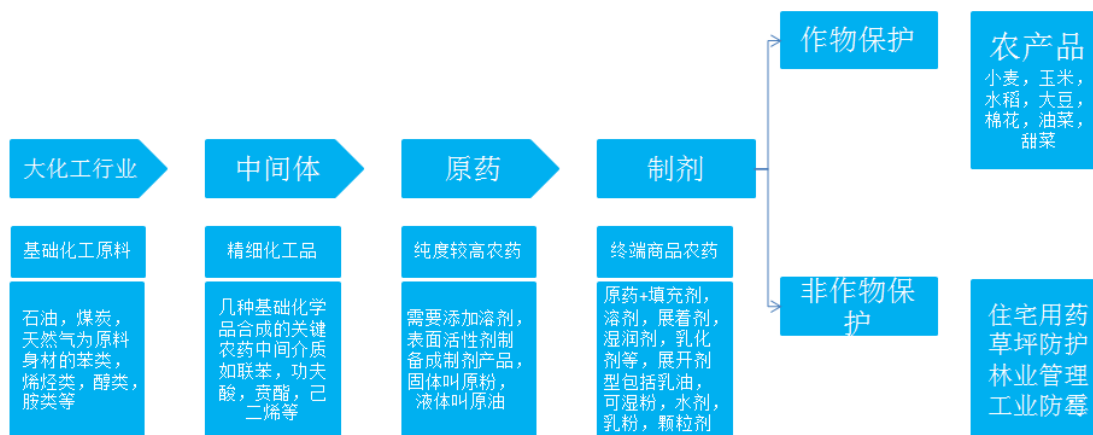 作物保护
农产品
小麦，玉米，
水稻，大豆，
棉花，油菜，
甜菜
大化工行业
中间体
原药
制剂
基础化工原料
精细化工品
纯度较高农药
终端商品农药
石油，煤炭，
天然气为原料
身材的苯类，
烯烃类，醇类，
胺类等
几种基础化学
品合成的关键
农药中间介质
如联苯，功夫
酸，贲酯，己
二烯等
需要添加溶剂，
表面活性剂制
备成制剂产品，
固体叫原粉，
液体叫原油
原药+填充剂，
溶剂，展着剂，
湿润剂，乳化
剂等，展开剂
型包括乳油，
可湿粉，水剂，
乳粉，颗粒剂
非作物保
护
住宅用药
草坪防护
林业管理
工业防霉